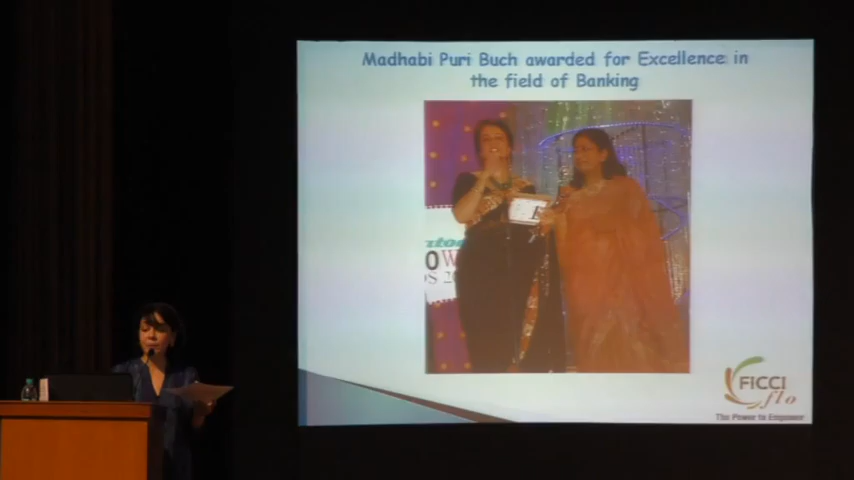 Madhabi Puri Buch awarded for Excellence in
the field of Banking
FICCI
flo
The Power to Empower